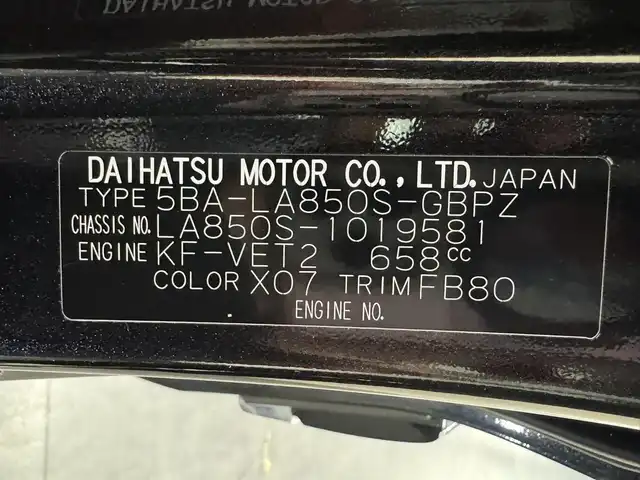 DAIHATSU MOTOR CO., LTD. JAPAN
TYPE 5BA-LA850S-GBPZ
CHASSIS NO. LA850S-1019581
ENGINE KF-VET2 658cc
COLOR X07 TRIM FB80
ENGINE NO.